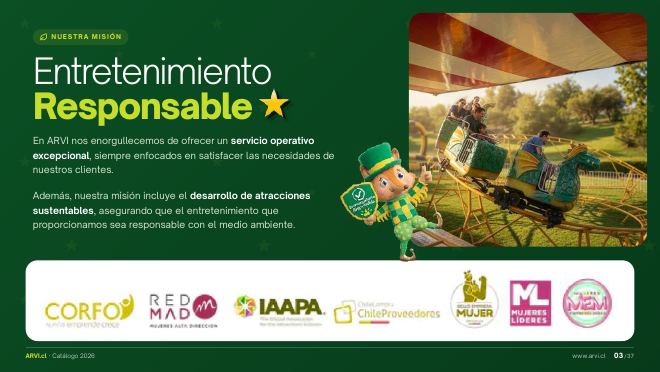 NUESTRA MISIÓN
Entretenimiento
Responsable
En ARVI nos enorgullecemos de ofrecer un servicio operativo
excepcional, siempre enfocados en satisfacer las necesidades de
nuestros clientes.
Además, nuestra misión incluye el desarrollo de atracciones
sustentables, asegurando que el entretenimiento que
proporcionamos sea responsable con el medio ambiente.
CORFO
RED
MAD
MUJERES ALTA DIRECCIÓN
IAAPA
ChileCompra
ChileProveedores
SELLO EMPRESA
MUJER
ML
MUJERES
LÍDERES
MEM
ARVI.cl · Catálogo 2026
www.arvi.cl 03 /37